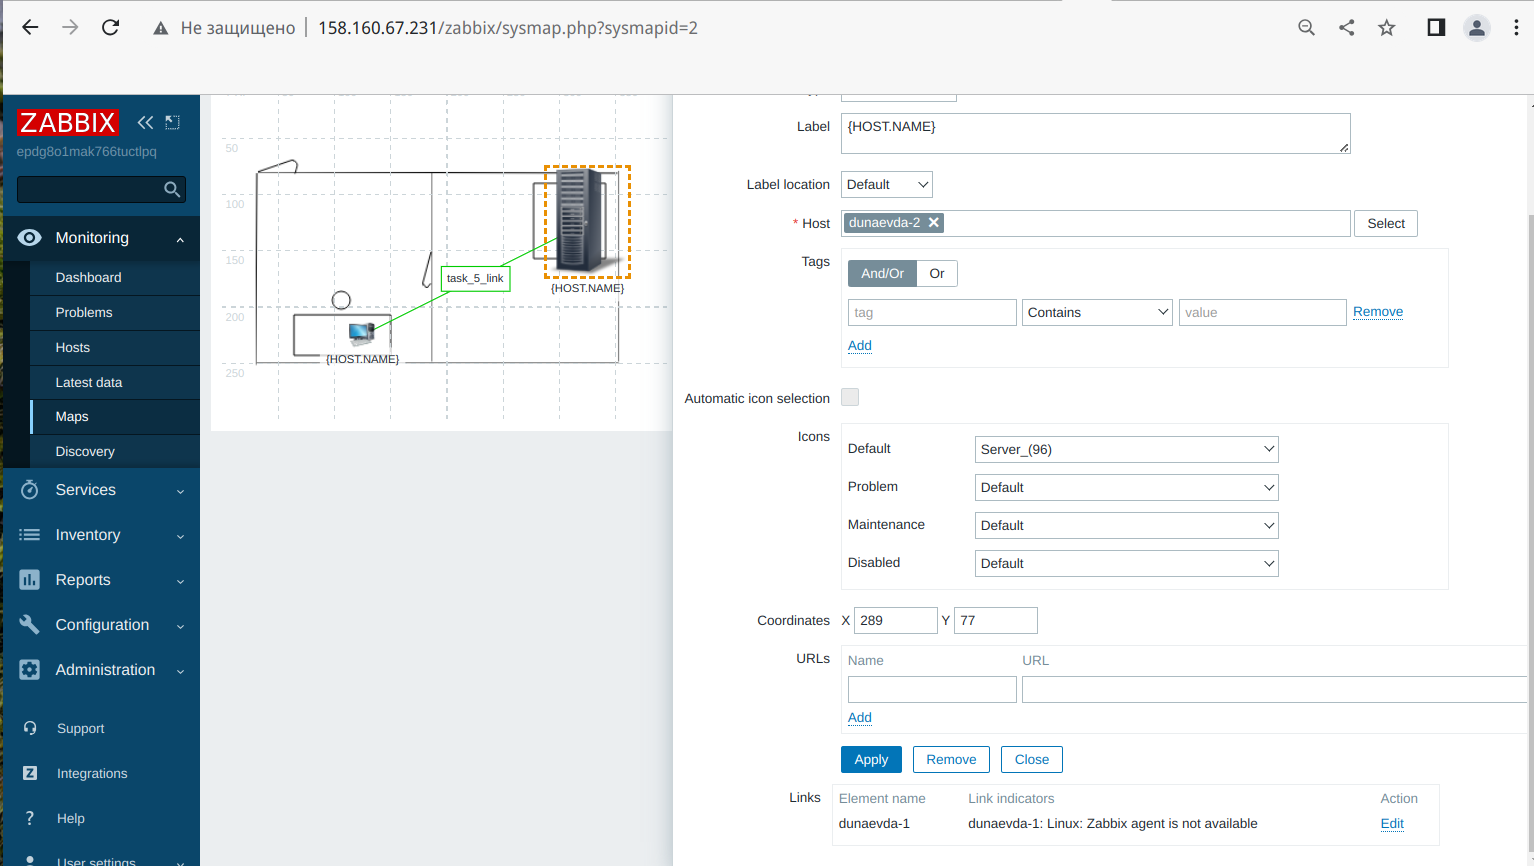 Не защищено 158.160.67.231/zabbix/sysmap.php?sysmapid=2
ZABBIX
epdg8o1mak766tuctlpq
Monitoring
Dashboard
Problems
Hosts
Latest data
Maps
Discovery
Services
Inventory
Reports
Configuration
Administration
Support
Integrations
Help
User settings
50
100
150
200
250
task_5_link
{HOST.NAME}
{HOST.NAME}
Label {HOST.NAME}
Label location Default
* Host dunaevda-2 Select
Tags
And/Or Or
tag Contains value Remove
Add
Automatic icon selection
Icons
Default Server_(96)
Problem Default
Maintenance Default
Disabled Default
Coordinates X 289 Y 77
URLs Name URL
Add
Apply Remove Close
Links Element name Link indicators Action
dunaevda-1 dunaevda-1: Linux: Zabbix agent is not available Edit